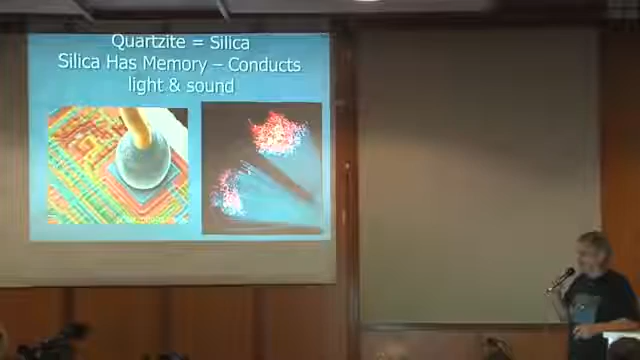 Quartzite = Silica
Silica Has Memory – Conducts
light & sound